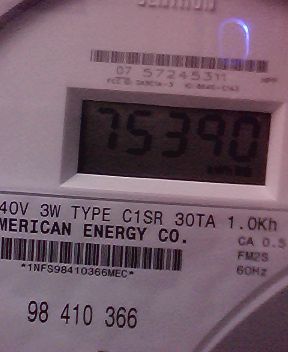 CENTRON
07 57245311
75390
40V 3W TYPE C1SR 30TA 1.0Kh
MERICAN ENERGY CO.
CA 0.5
*1NFS98410366MEC*
FM2S
60Hz
98 410 366